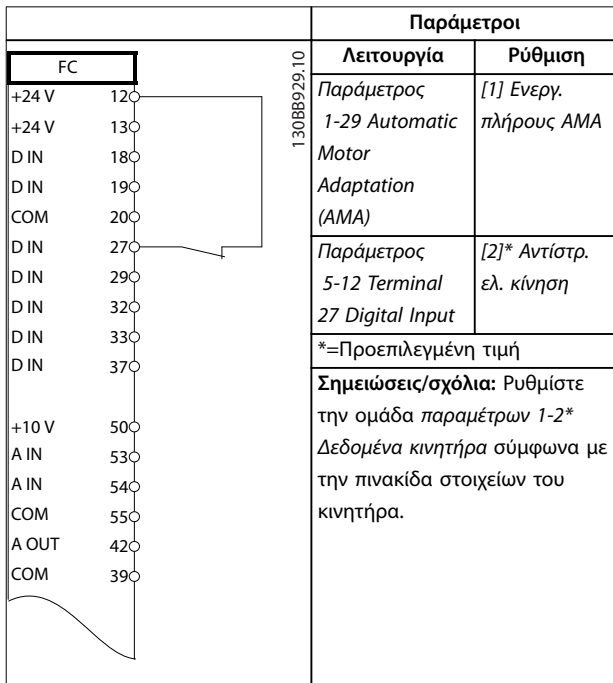 Παράμετροι
FC
130BB929.10
Λειτουργία Ρύθμιση
+24 V 12
+24 V 13
D IN 18
D IN 19
COM 20
D IN 27
D IN 29
D IN 32
D IN 33
D IN 37
+10 V 50
A IN 53
A IN 54
COM 55
A OUT 42
COM 39
Παράμετρος
1-29 Automatic
Motor
Adaptation
(AMA)
[1] Ενεργ.
πλήρους AMA
Παράμετρος
5-12 Terminal
27 Digital Input
[2]* Αντίστρ.
ελ. κίνηση
*=Προεπιλεγμένη τιμή
Σημειώσεις/σχόλια: Ρυθμίστε
την ομάδα παραμέτρων 1-2*
Δεδομένα κινητήρα σύμφωνα με
την πινακίδα στοιχείων του
κινητήρα.